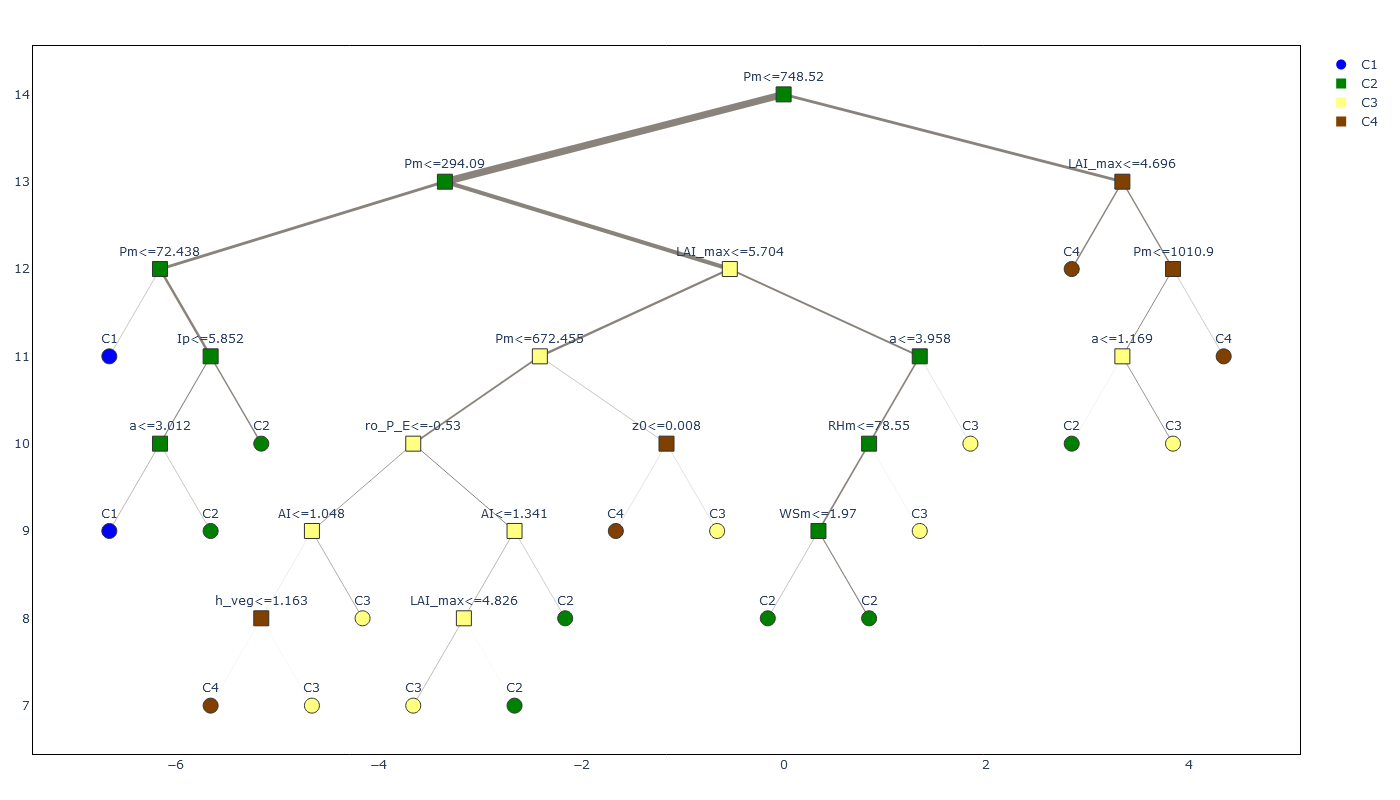 Pm<=748.52
C1
C2
C3
C4
14
Pm<=294.09
LAI_max<=4.696
13
Pm<=72.438
LAI_max<=5.704
C4
Pm<=1010.9
12
C1
Ip<=5.852
Pm<=672.455
a<=3.958
a<=1.169
C4
11
a<=3.012
C2
ro_P_E<=-0.53
z0<=0.008
RHm<=78.55
C3
C2
C3
10
C1
C2
AI<=1.048
AI<=1.341
C4
C3
WSm<=1.97
C3
9
h_veg<=1.163
C3
LAI_max<=4.826
C2
C2
C2
8
C4
C3
C3
C2
7
−6
−4
−2
0
2
4